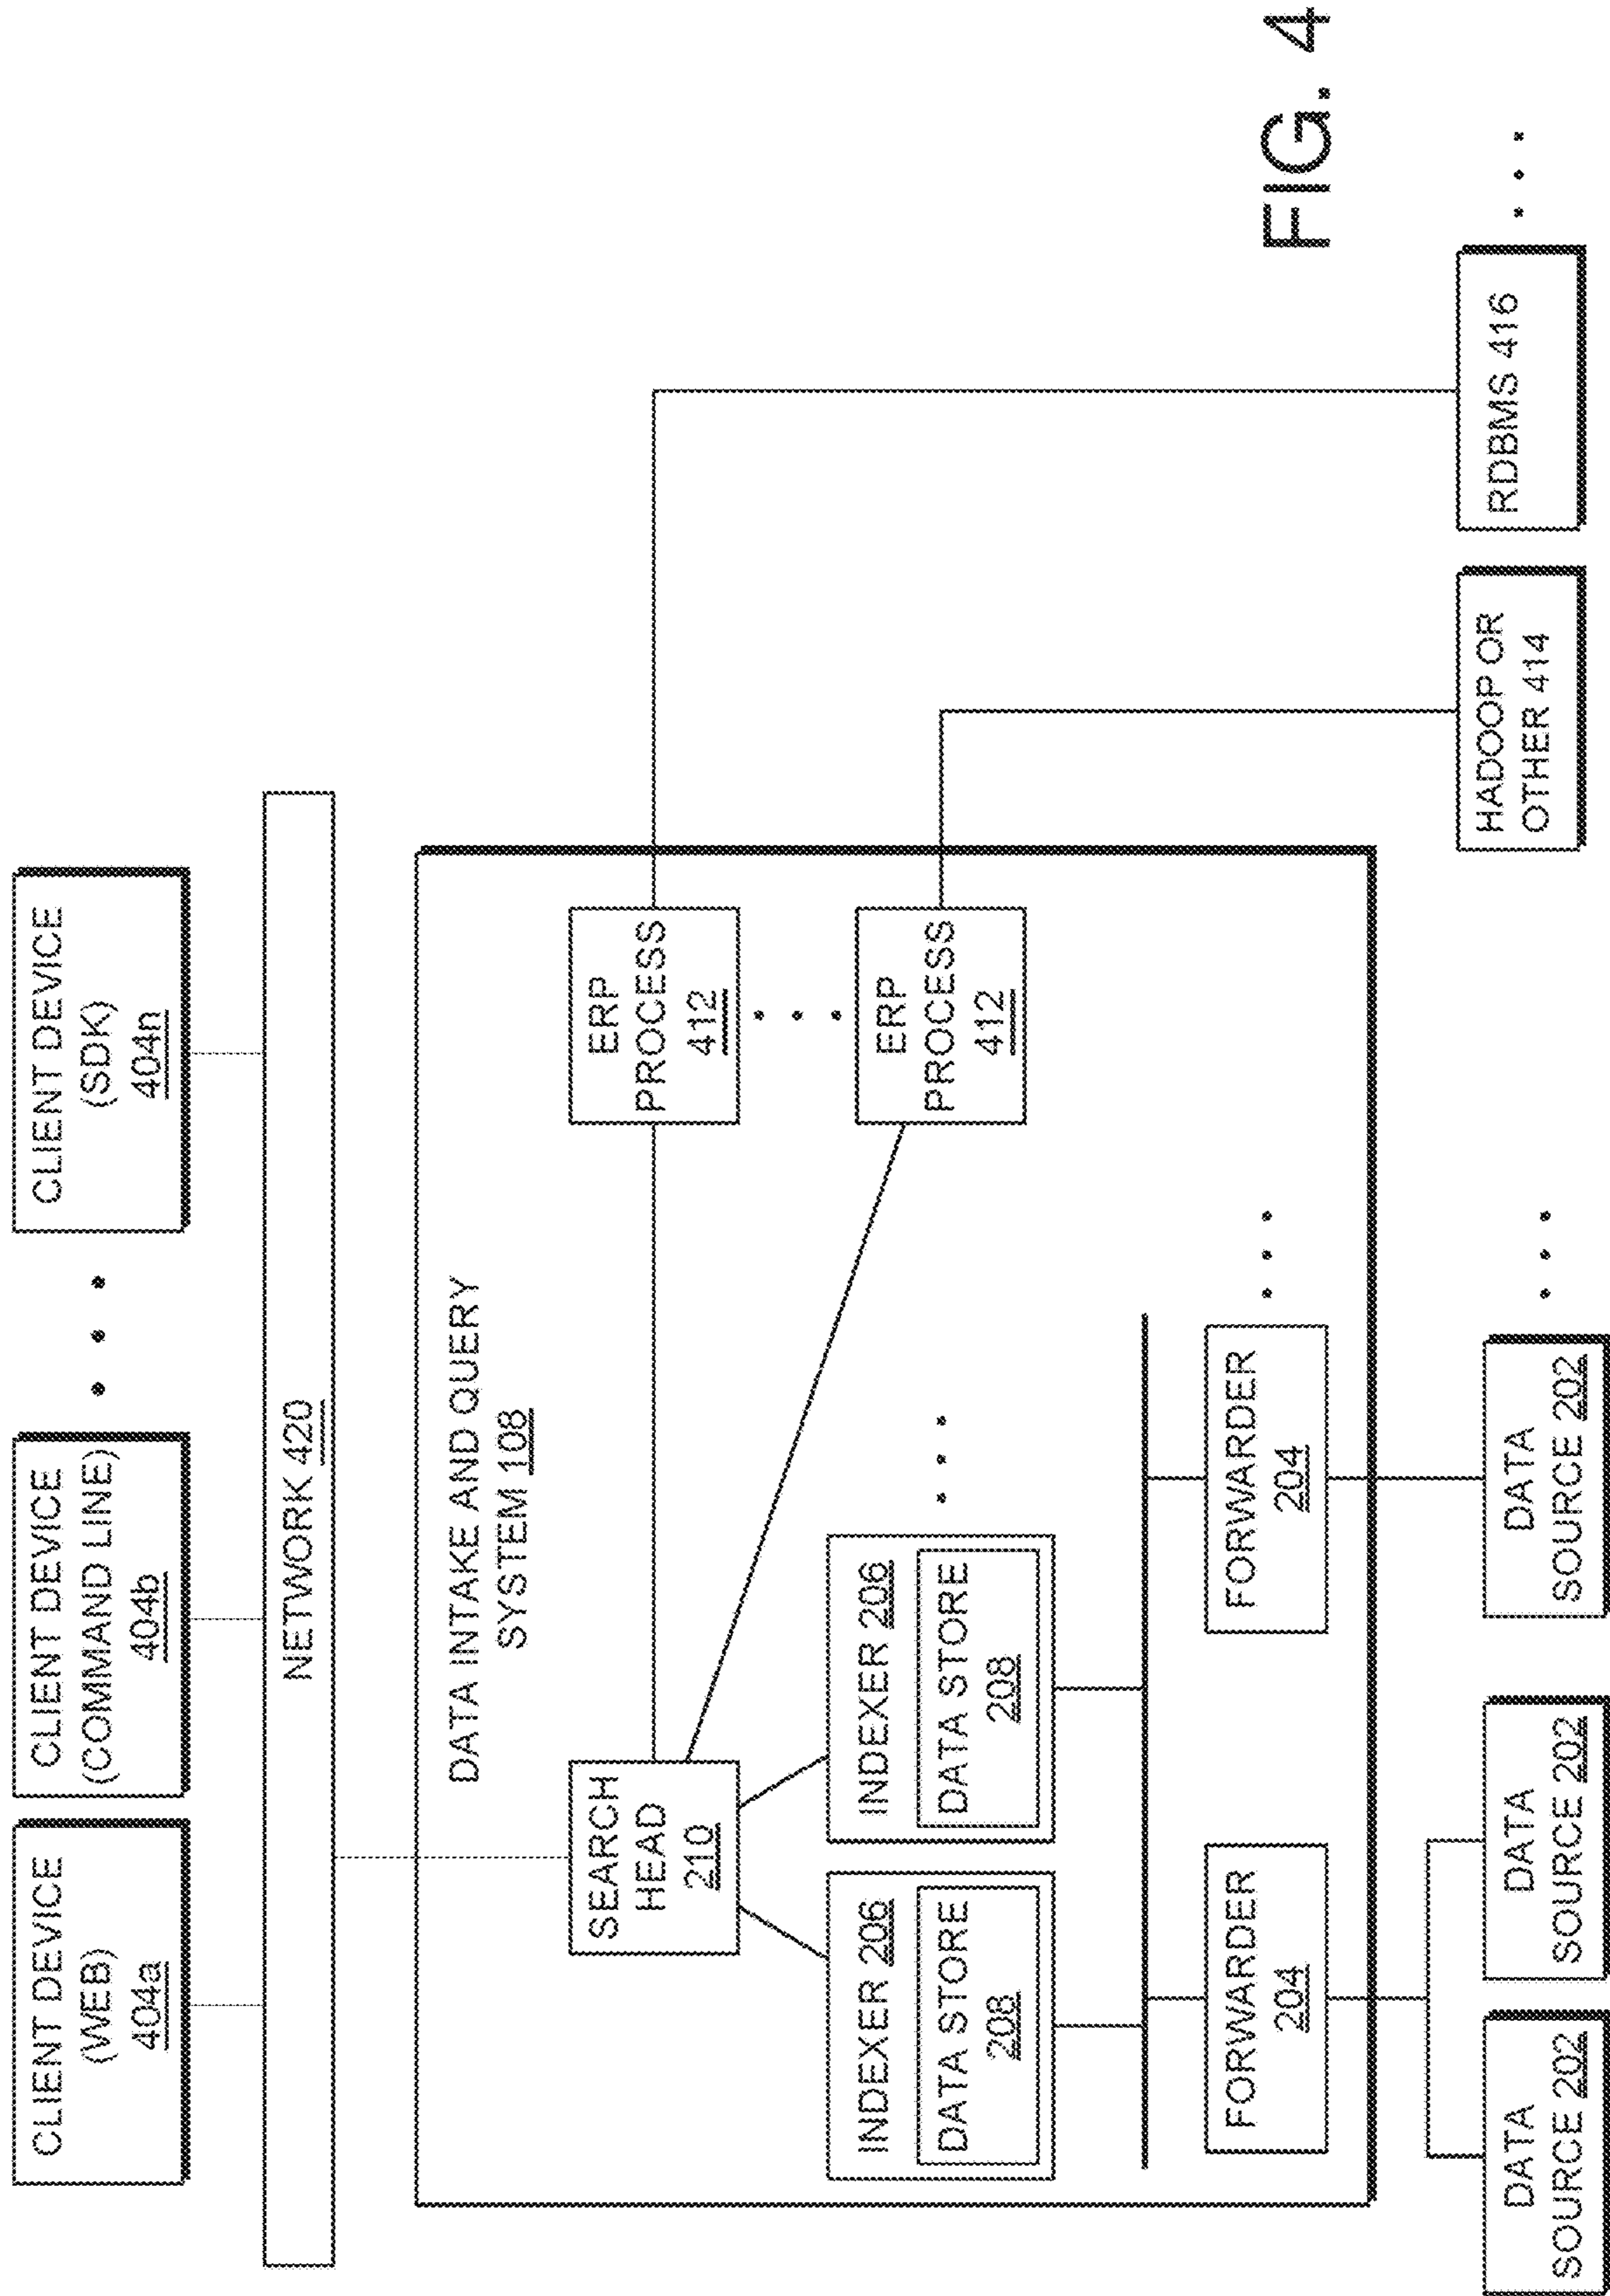 CLIENT DEVICE
(WEB)
404a
CLIENT DEVICE
(COMMAND LINE)
404b
CLIENT DEVICE
(SDK)
404n
NETWORK 420
DATA INTAKE AND QUERY
SYSTEM 108
SEARCH
HEAD
210
ERP
PROCESS
412
ERP
PROCESS
412
INDEXER 206
DATA STORE
208
INDEXER 206
DATA STORE
208
FORWARDER
204
FORWARDER
204
DATA
SOURCE 202
DATA
SOURCE 202
DATA
SOURCE 202
HADOOP OR
OTHER 414
RDBMS 416
FIG. 4